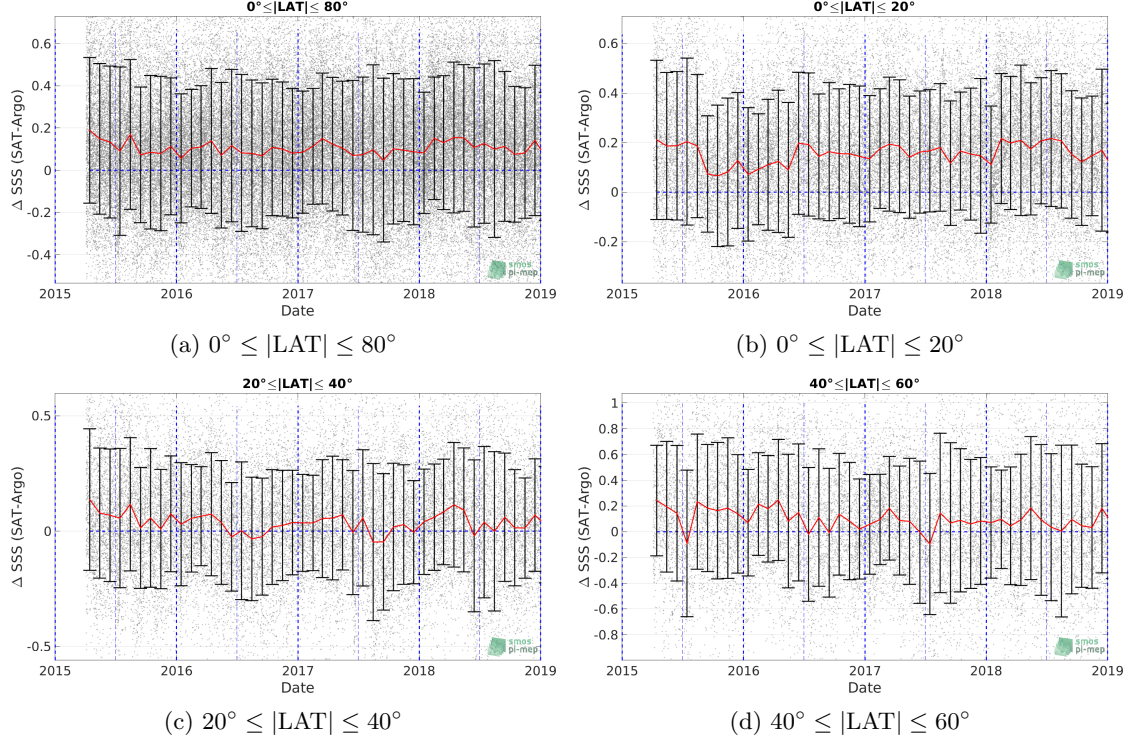 0°≤|LAT|≤ 80°
Δ SSS (SAT-Argo)
0.6
0.4
0.2
0
-0.2
-0.4
2015
2016
2017
2018
2019
Date
smos
pi-mep
(a) 0° ≤ |LAT| ≤ 80°
0°≤|LAT|≤ 20°
Δ SSS (SAT-Argo)
0.6
0.4
0.2
0
-0.2
2015
2016
2017
2018
2019
Date
smos
pi-mep
(b) 0° ≤ |LAT| ≤ 20°
20°≤|LAT|≤ 40°
Δ SSS (SAT-Argo)
0.5
0
-0.5
2015
2016
2017
2018
2019
Date
smos
pi-mep
(c) 20° ≤ |LAT| ≤ 40°
40°≤|LAT|≤ 60°
Δ SSS (SAT-Argo)
1
0.8
0.6
0.4
0.2
0
-0.2
-0.4
-0.6
-0.8
2015
2016
2017
2018
2019
Date
smos
pi-mep
(d) 40° ≤ |LAT| ≤ 60°